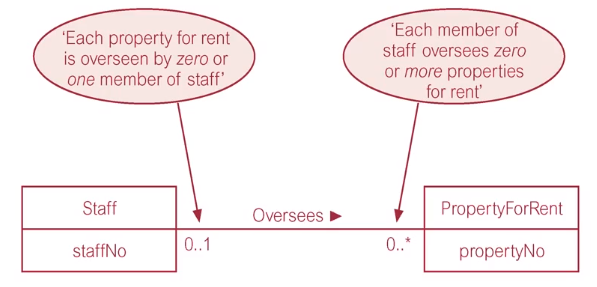 ‘Each property for rent
is overseen by zero or
one member of staff’
‘Each member of
staff oversees zero
or more properties
for rent’
Staff
staffNo
0..1
Oversees ►
0..*
PropertyForRent
propertyNo